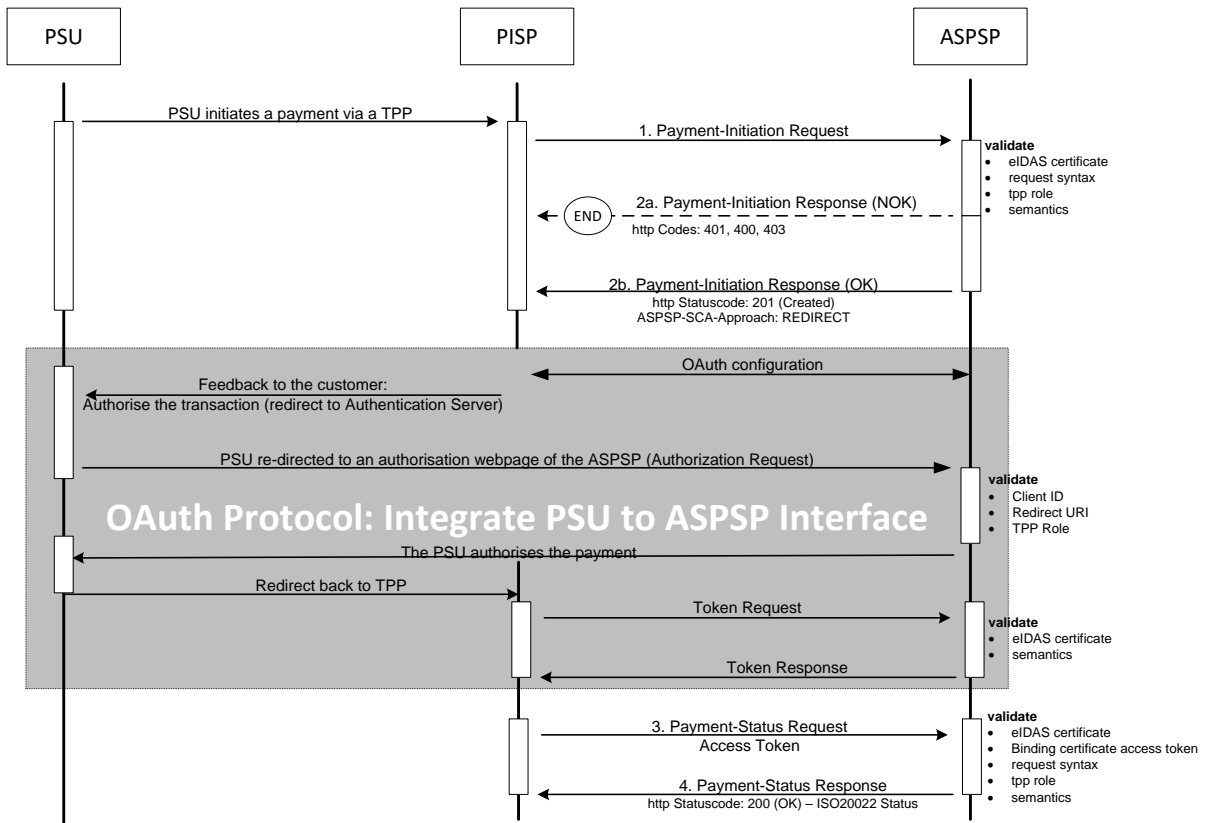 PSU
PISP
ASPSP
PSU initiates a payment via a TPP
1. Payment-Initiation Request
validate
• eIDAS certificate
• request syntax
• tpp role
• semantics
2a. Payment-Initiation Response (NOK)
END
http Codes: 401, 400, 403
2b. Payment-Initiation Response (OK)
http Statuscode: 201 (Created)
ASPSP-SCA-Approach: REDIRECT
OAuth configuration
Feedback to the customer:
Authorise the transaction (redirect to Authentication Server)
PSU re-directed to an authorisation webpage of the ASPSP (Authorization Request)
validate
• Client ID
• Redirect URI
• TPP Role
OAuth Protocol: Integrate PSU to ASPSP Interface
The PSU authorises the payment
Redirect back to TPP
Token Request
validate
• eIDAS certificate
• semantics
Token Response
3. Payment-Status Request
Access Token
validate
• eIDAS certificate
• Binding certificate access token
• request syntax
• tpp role
• semantics
4. Payment-Status Response
http Statuscode: 200 (OK) – ISO20022 Status